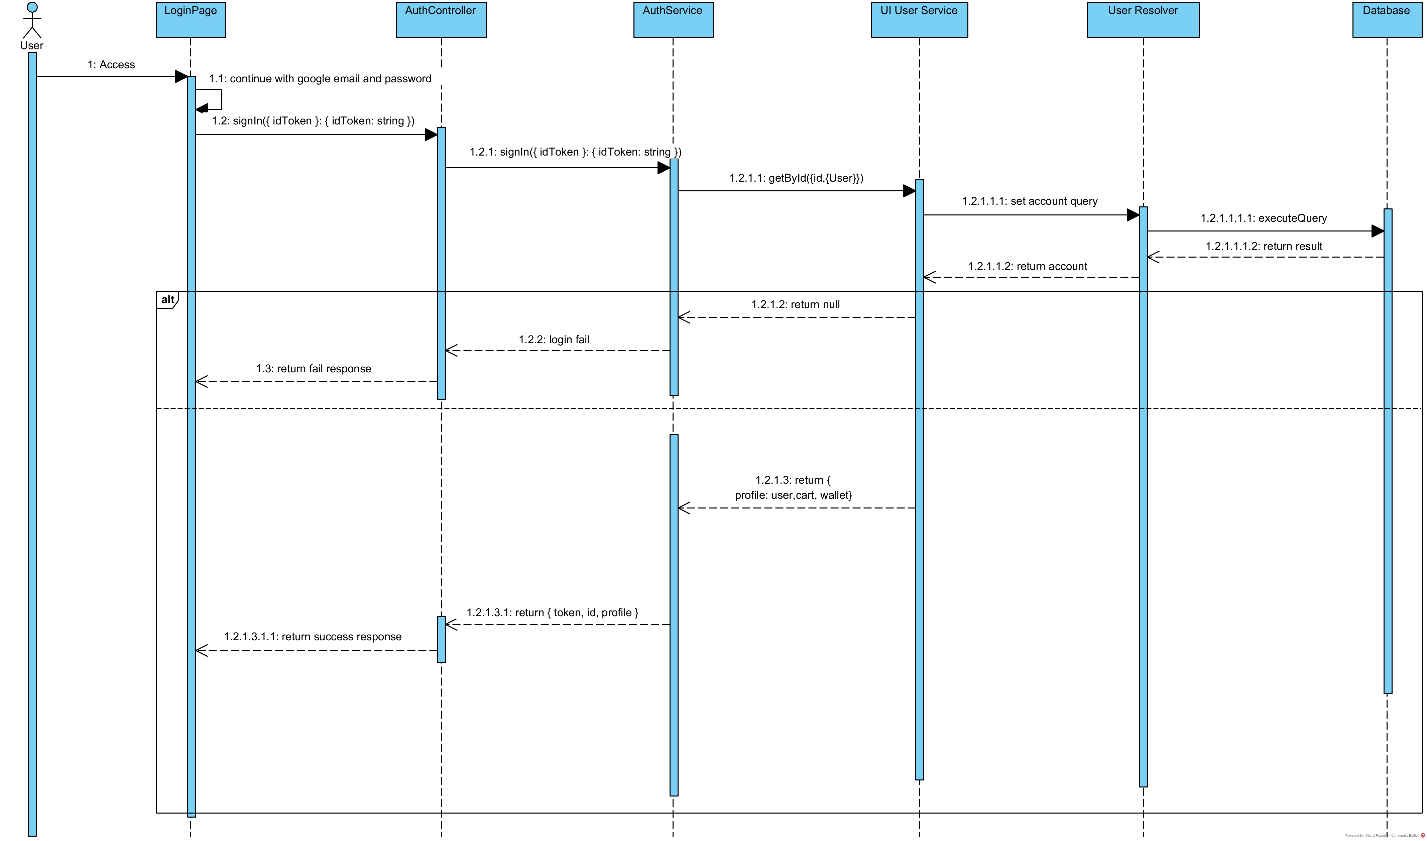 LoginPage
AuthController
AuthService
UI User Service
User Resolver
Database
User
1: Access
1.1: continue with google email and password
1.2: signIn({ idToken }: { idToken: string })
1.2.1: signIn({ idToken }: { idToken: string })
1.2.1.1: getById({id,{User}})
1.2.1.1.1: set account query
1.2.1.1.1.1: executeQuery
1.2.1.1.1.2: return result
1.2.1.1.2: return account
alt
1.2.1.2: return null
1.2.2: login fail
1.3: return fail response
1.2.1.3: return {
profile: user,cart, wallet}
1.2.1.3.1: return { token, id, profile }
1.2.1.3.1.1: return success response